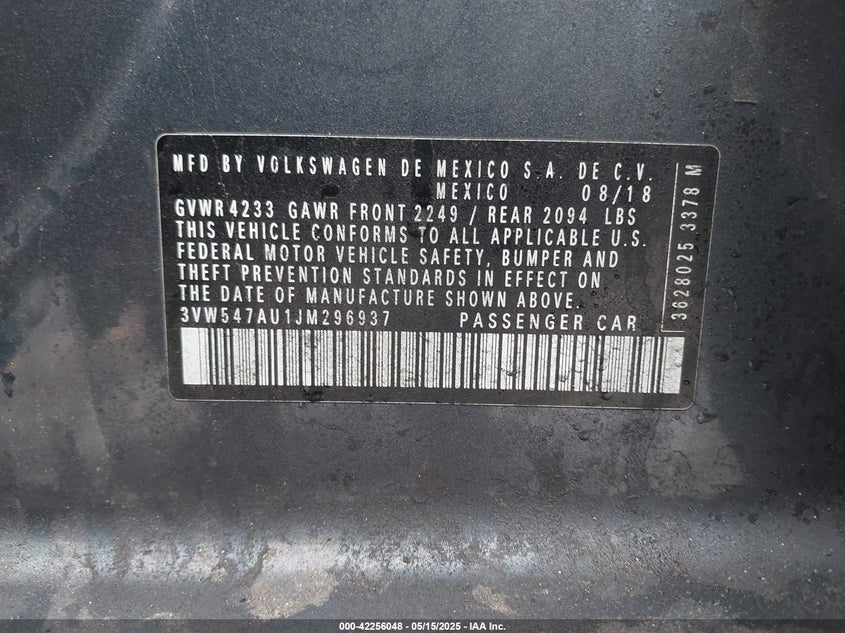 MFD BY VOLKSWAGEN DE MEXICO S.A. DE C.V.
MEXICO 08/18
GVWR 4233 GAWR FRONT 2249 / REAR 2094 LBS
THIS VEHICLE CONFORMS TO ALL APPLICABLE U.S.
FEDERAL MOTOR VEHICLE SAFETY, BUMPER AND
THEFT PREVENTION STANDARDS IN EFFECT ON
THE DATE OF MANUFACTURE SHOWN ABOVE.
3VW547AU1JM296937 PASSENGER CAR
3628025 3378 M
000-42256048 - 05/15/2025 - IAA Inc.